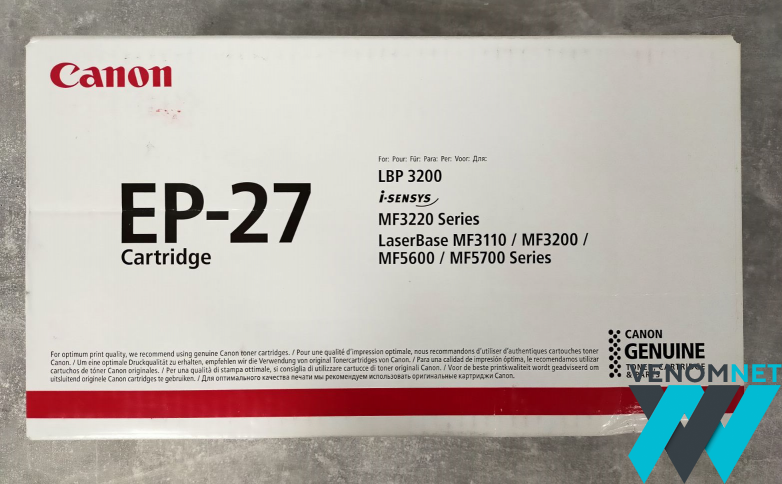 Canon
For: Pour: Für: Para: Per: Voor: Для:
LBP 3200
i-SENSYS
MF3220 Series
LaserBase MF3110 / MF3200 /
MF5600 / MF5700 Series
EP-27
Cartridge
CANON
GENUINE
TONER, CARTRIDGE
& PARTS
For optimum print quality, we recommend using genuine Canon toner cartridges. / Pour une qualité d'impression optimale, nous recommandons d'utiliser d'authentiques cartouches toner
Canon. / Um eine optimale Druckqualität zu erhalten, empfehlen wir die Verwendung von original Tonercartridges von Canon. / Para una calidad de impresión óptima, le recomendamos utilizar
cartuchos de tóner Canon originales. / Per una qualità di stampa ottimale, si consiglia di utilizzare cartucce di toner originali Canon. / Voor de beste printkwaliteit wordt geadviseerd om
uitsluitend originele Canon cartridges te gebruiken. / Для оптимального качества печати мы рекомендуем использовать оригинальные картриджи Canon.
VENOMNET